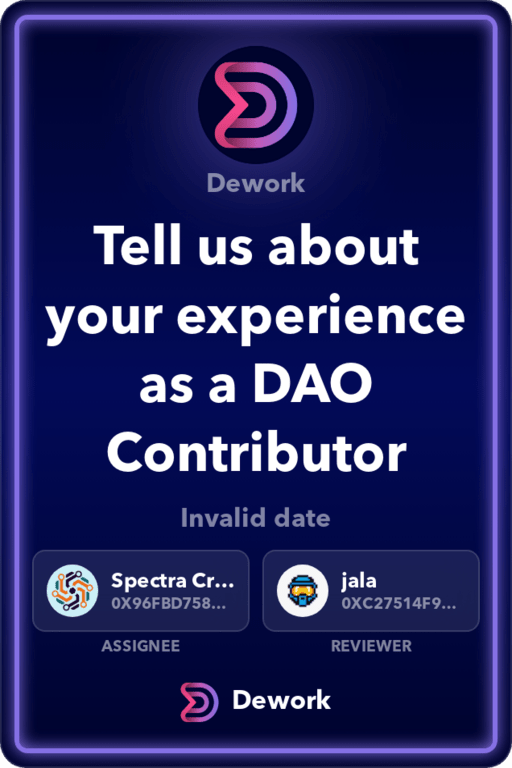 Dework
Tell us about
your experience
as a DAO
Contributor
Invalid date
Spectra Cr...
0X96FBD758...
ASSIGNEE
jala
0XC27514F9...
REVIEWER
Dework